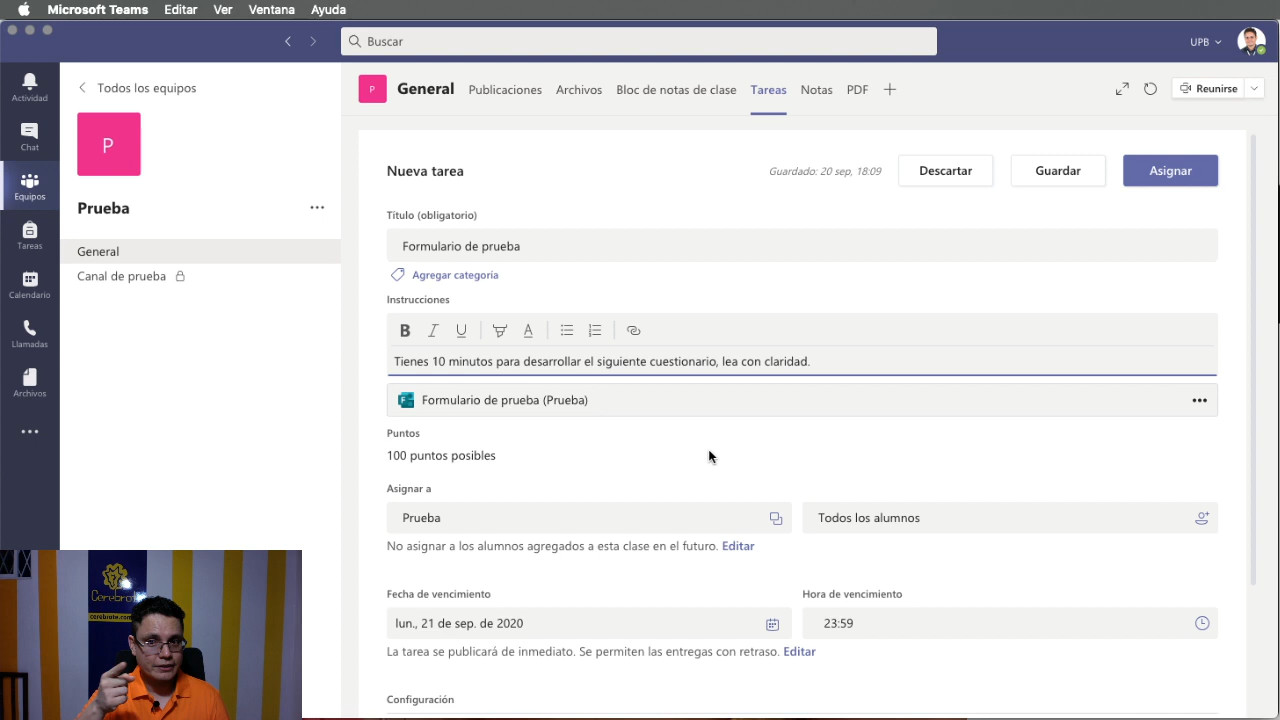 Microsoft Teams Editar Ver Ventana Ayuda
Buscar
UPB
Actividad
Chat
Equipos
Tareas
Calendario
Llamadas
Archivos
Todos los equipos
P
Prueba
General
Canal de prueba
P
General Publicaciones Archivos Bloc de notas de clase Tareas Notas PDF
Reunirse
Nueva tarea
Guardado: 20 sep, 18:09
Descartar
Guardar
Asignar
Título (obligatorio)
Formulario de prueba
Agregar categoría
Instrucciones
B I U A
Tienes 10 minutos para desarrollar el siguiente cuestionario, lea con claridad.
Formulario de prueba (Prueba)
Puntos
100 puntos posibles
Asignar a
Prueba
Todos los alumnos
No asignar a los alumnos agregados a esta clase en el futuro. Editar
Fecha de vencimiento
Hora de vencimiento
lun., 21 de sep. de 2020
23:59
La tarea se publicará de inmediato. Se permiten las entregas con retraso. Editar
Configuración
Cerebrote
cerebrote.com